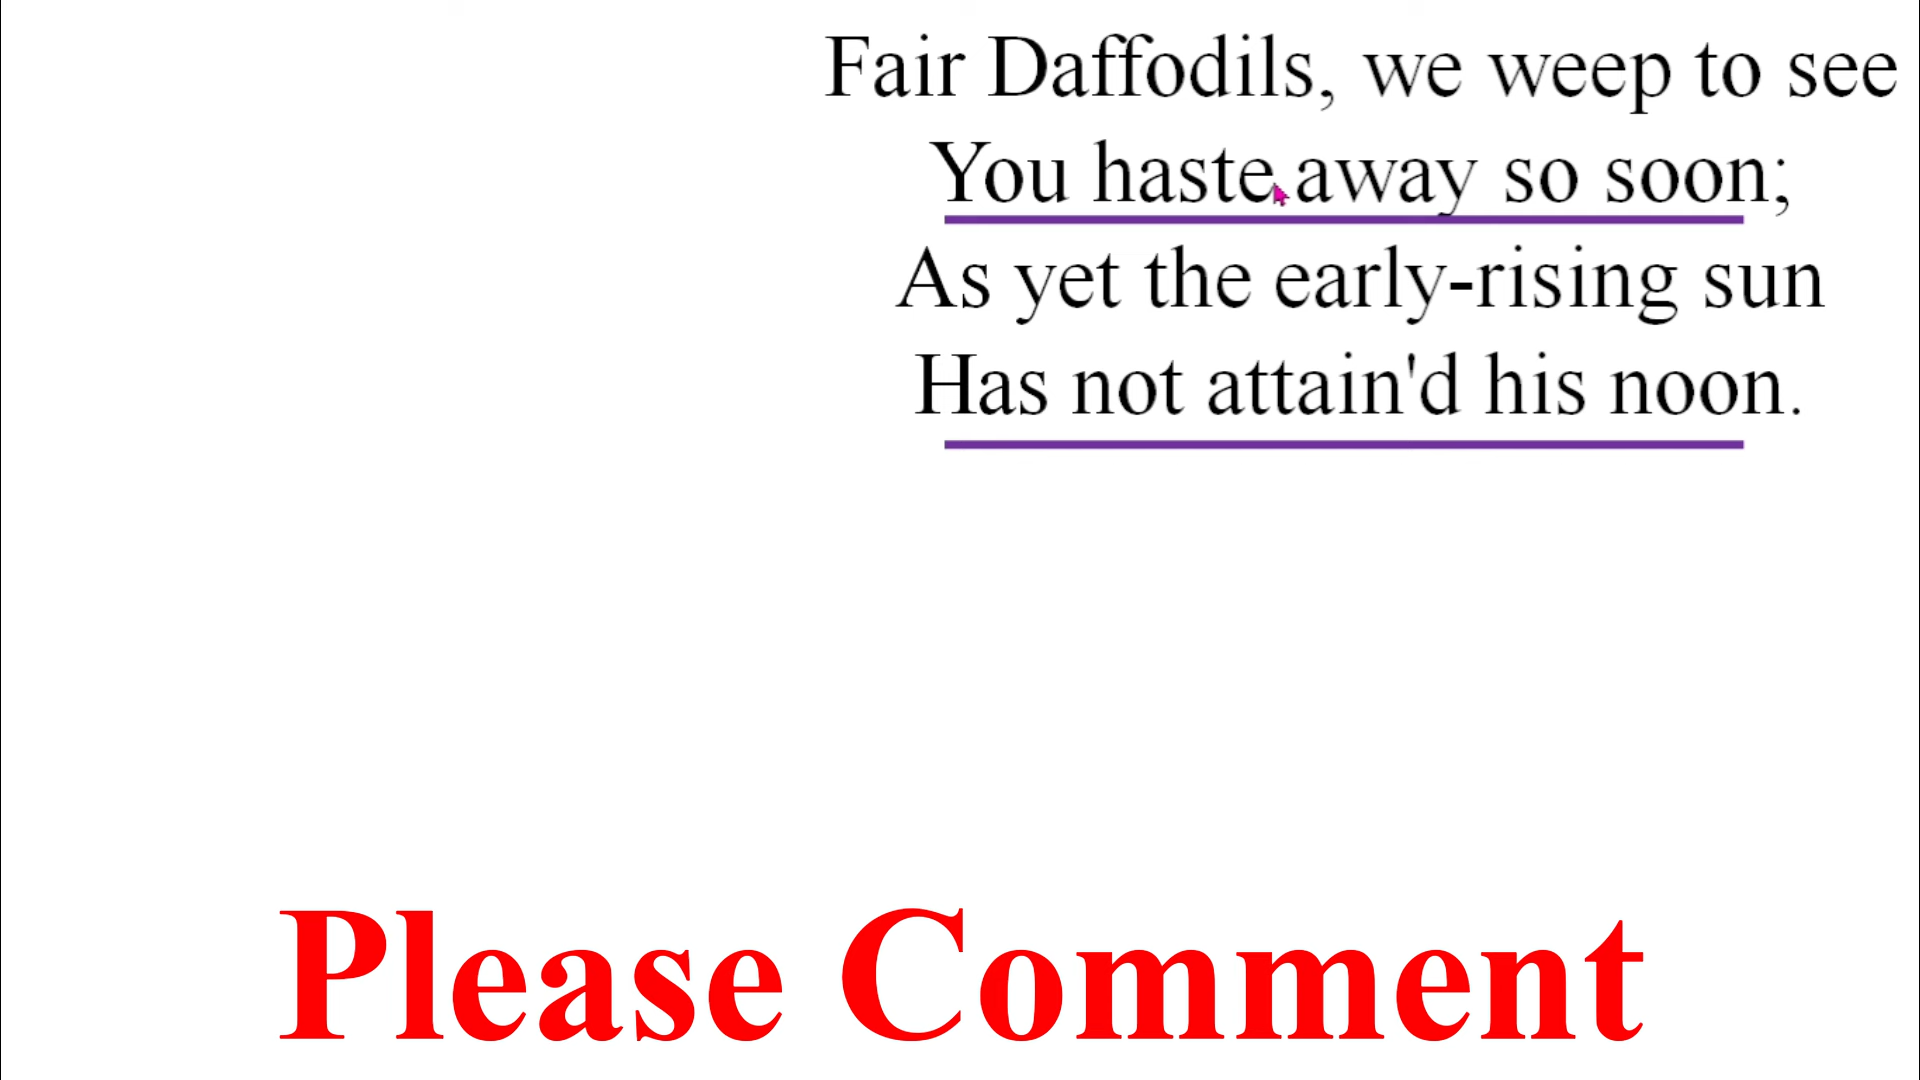 Fair Daffodils, we weep to see
You haste away so soon;
As yet the early-rising sun
Has not attain'd his noon.
Please Comment